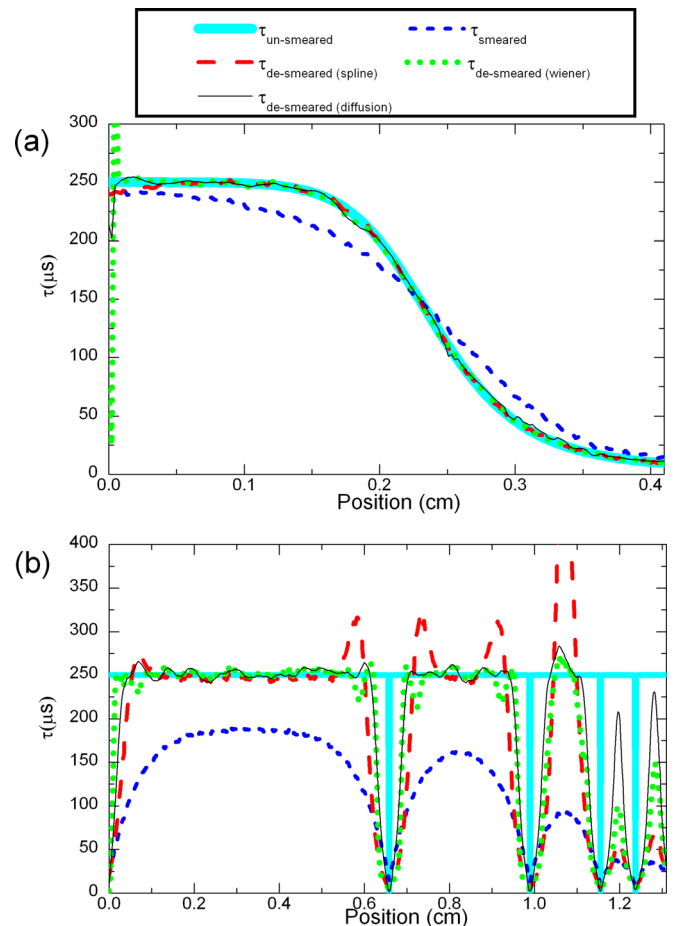 τun-smeared
τsmeared
τde-smeared (spline)
τde-smeared (wiener)
τde-smeared (diffusion)
(a)
300
250
200
150
100
50
0
τ(μs)
0.0 0.1 0.2 0.3 0.4
Position (cm)
(b)
400
350
300
250
200
150
100
50
0
τ(μs)
0.0 0.2 0.4 0.6 0.8 1.0 1.2
Position (cm)